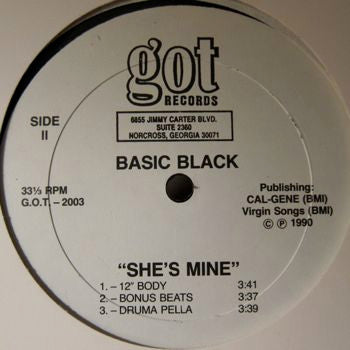 got
RECORDS
6855 JIMMY CARTER BLVD.
SUITE 2360
NORCROSS, GEORGIA 30071
SIDE
II
BASIC BLACK
33⅓ RPM
G.O.T. – 2003
Publishing:
CAL-GENE (BMI)
Virgin Songs (BMI)
© ℗ 1990
"SHE'S MINE"
1. – 12" BODY 3:41
2. – BONUS BEATS 3:37
3. – DRUMA PELLA 3:39